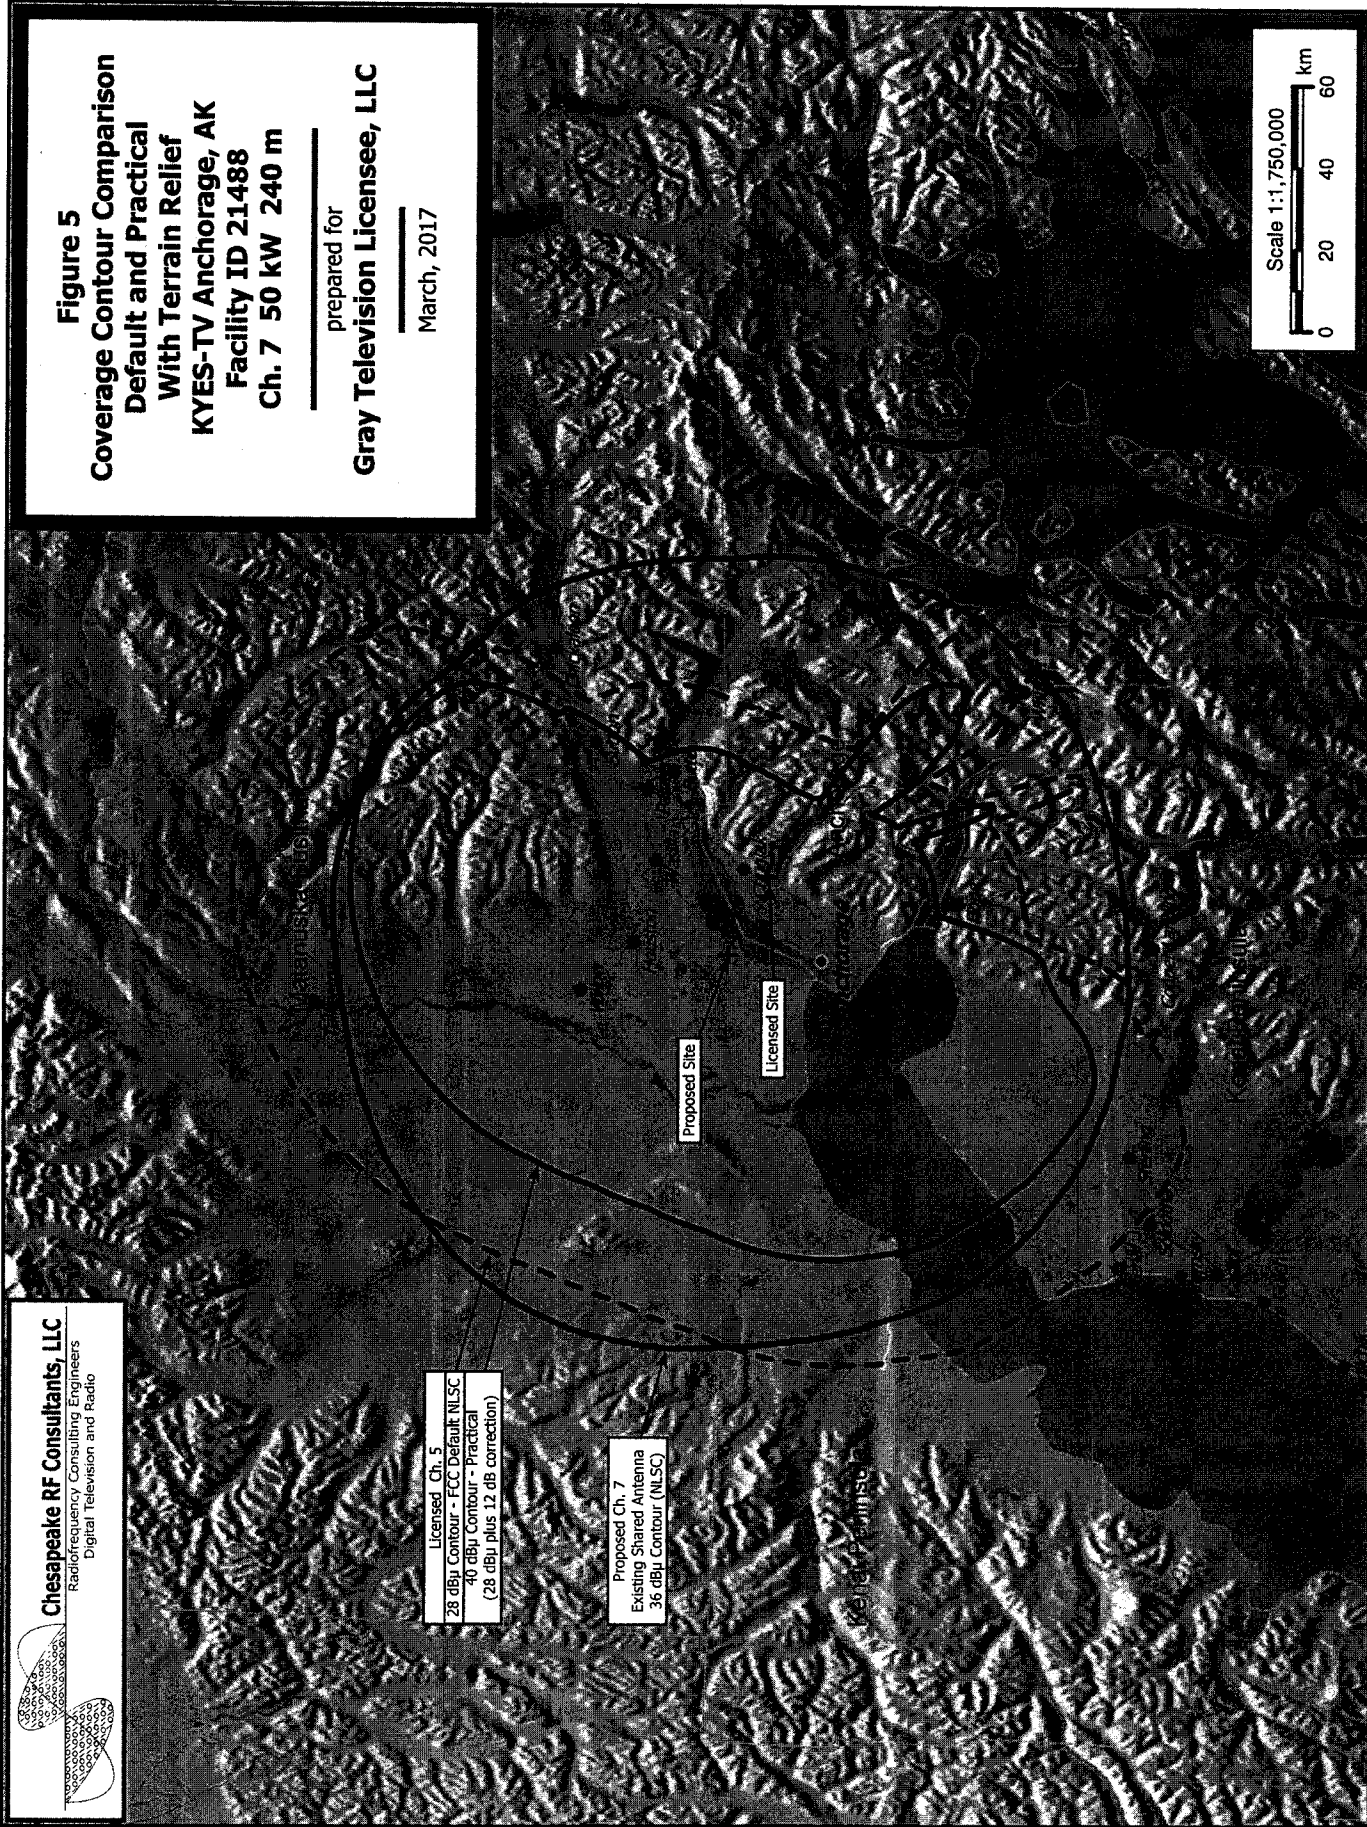 Chesapeake RF Consultants, LLC
Radiofrequency Consulting Engineers
Digital Television and Radio
Figure 5
Coverage Contour Comparison
Default and Practical
With Terrain Relief
KYES-TV Anchorage, AK
Facility ID 21488
Ch. 7 50 kW 240 m
prepared for
Gray Television Licensee, LLC
March, 2017
Licensed Ch. 5
28 dBµ Contour - FCC Default NLSC
40 dBµ Contour - Practical
(28 dBµ plus 12 dB correction)
Proposed Ch. 7
Existing Shared Antenna
36 dBµ Contour (NLSC)
Proposed Site
Licensed Site
Kenai Peninsula
Scale 1:1,750,000
0 20 40 60
km